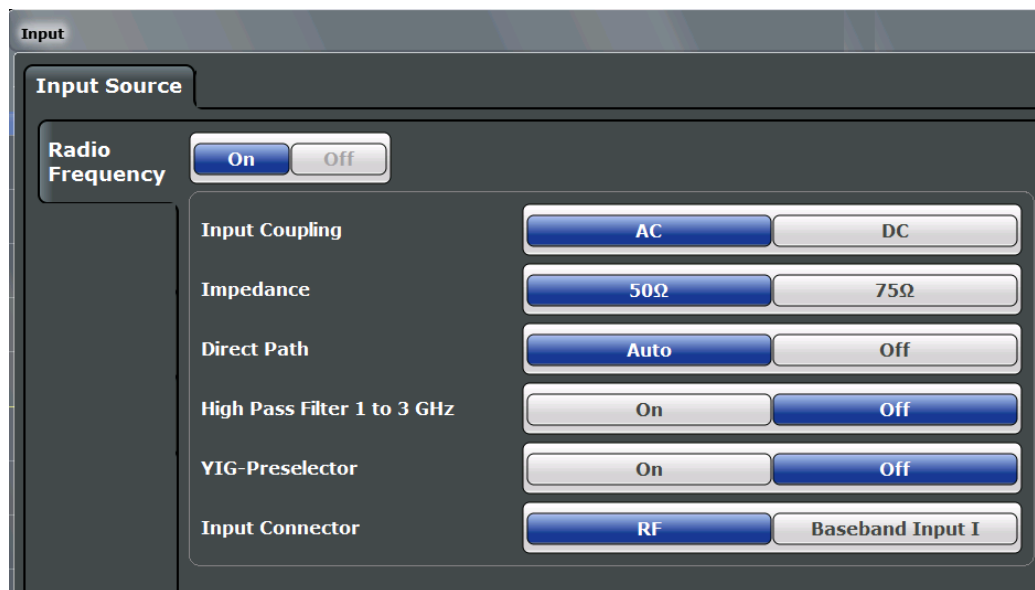 Input
Input Source
Radio Frequency
On Off
Input Coupling AC DC
Impedance 50Ω 75Ω
Direct Path Auto Off
High Pass Filter 1 to 3 GHz On Off
YIG-Preselector On Off
Input Connector RF Baseband Input I